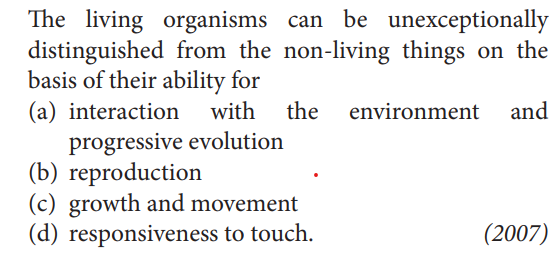 The living organisms can be unexceptionally
distinguished from the non-living things on the
basis of their ability for
(a) interaction with the environment and
progressive evolution
(b) reproduction
(c) growth and movement
(d) responsiveness to touch. (2007)